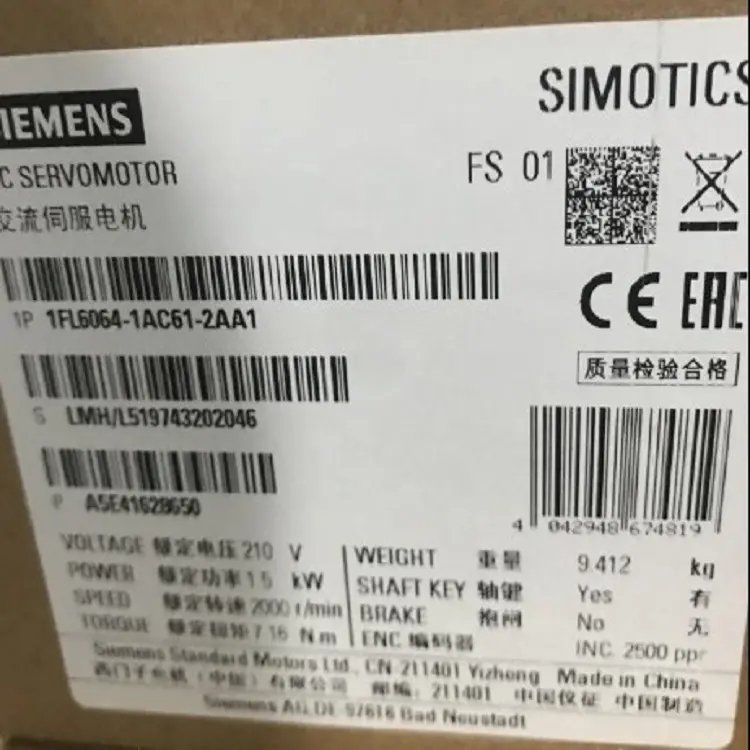 IEMENS
SIMOTICS
C SERVOMOTOR
FS 01
交流伺服电机
1P 1FL6064-1AC61-2AA1
CE EAC
质量检验合格
S LMH/L519743202046
P A5E41628650
4 042948 674819
VOLTAGE 额定电压 210 V
POWER 额定功率 1.5 kW
SPEED 额定转速 2000 r/min
TORQUE 额定扭矩 7.16 N.m
WEIGHT 重量 9.412 kg
SHAFT KEY 轴键 Yes 有
BRAKE 抱闸 No 无
ENC 编码器 INC. 2500 ppr
Siemens Standard Motors Ltd., CN-211401 Yizheng Made in China
西门子电机（中国）有限公司 邮编：211401 中国仪征 中国制造
Siemens AG DE-97616 Bad Neustadt